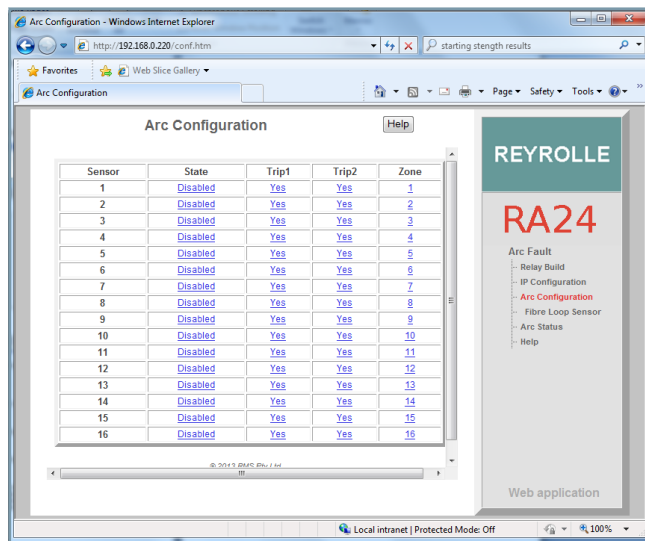 Arc Configuration - Windows Internet Explorer
http://192.168.0.220/conf.htm
starting stength results
Favorites Web Slice Gallery
Arc Configuration
Page Safety Tools
Arc Configuration Help
Sensor State Trip1 Trip2 Zone
1 Disabled Yes Yes 1
2 Disabled Yes Yes 2
3 Disabled Yes Yes 3
4 Disabled Yes Yes 4
5 Disabled Yes Yes 5
6 Disabled Yes Yes 6
7 Disabled Yes Yes 7
8 Disabled Yes Yes 8
9 Disabled Yes Yes 9
10 Disabled Yes Yes 10
11 Disabled Yes Yes 11
12 Disabled Yes Yes 12
13 Disabled Yes Yes 13
14 Disabled Yes Yes 14
15 Disabled Yes Yes 15
16 Disabled Yes Yes 16
© 2013 RMS Pty Ltd
REYROLLE
RA24
Arc Fault
Relay Build
IP Configuration
Arc Configuration
Fibre Loop Sensor
Arc Status
Help
Web application
Local intranet | Protected Mode: Off
100%